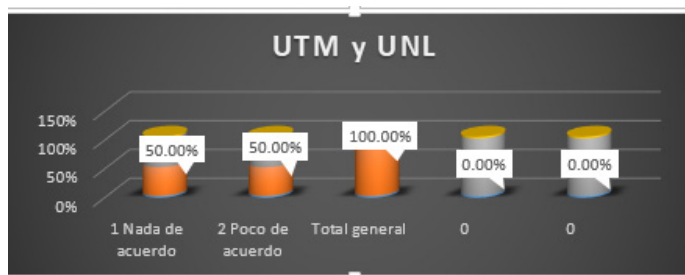 UTM y UNL
150%
100%
50%
0%
50.00%
50.00%
100.00%
0.00%
0.00%
1 Nada de
acuerdo
2 Poco de
acuerdo
Total general
0
0